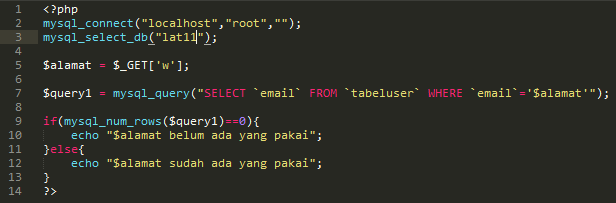 1 <?php
2 mysql_connect("localhost","root","");
3 mysql_select_db("lat11");
4
5 $alamat = $_GET['w'];
6
7 $query1 = mysql_query("SELECT `email` FROM `tabeluser` WHERE `email`='$alamat'");
8
9 if(mysql_num_rows($query1)==0){
10 echo "$alamat belum ada yang pakai";
11 }else{
12 echo "$alamat sudah ada yang pakai";
13 }
14 ?>